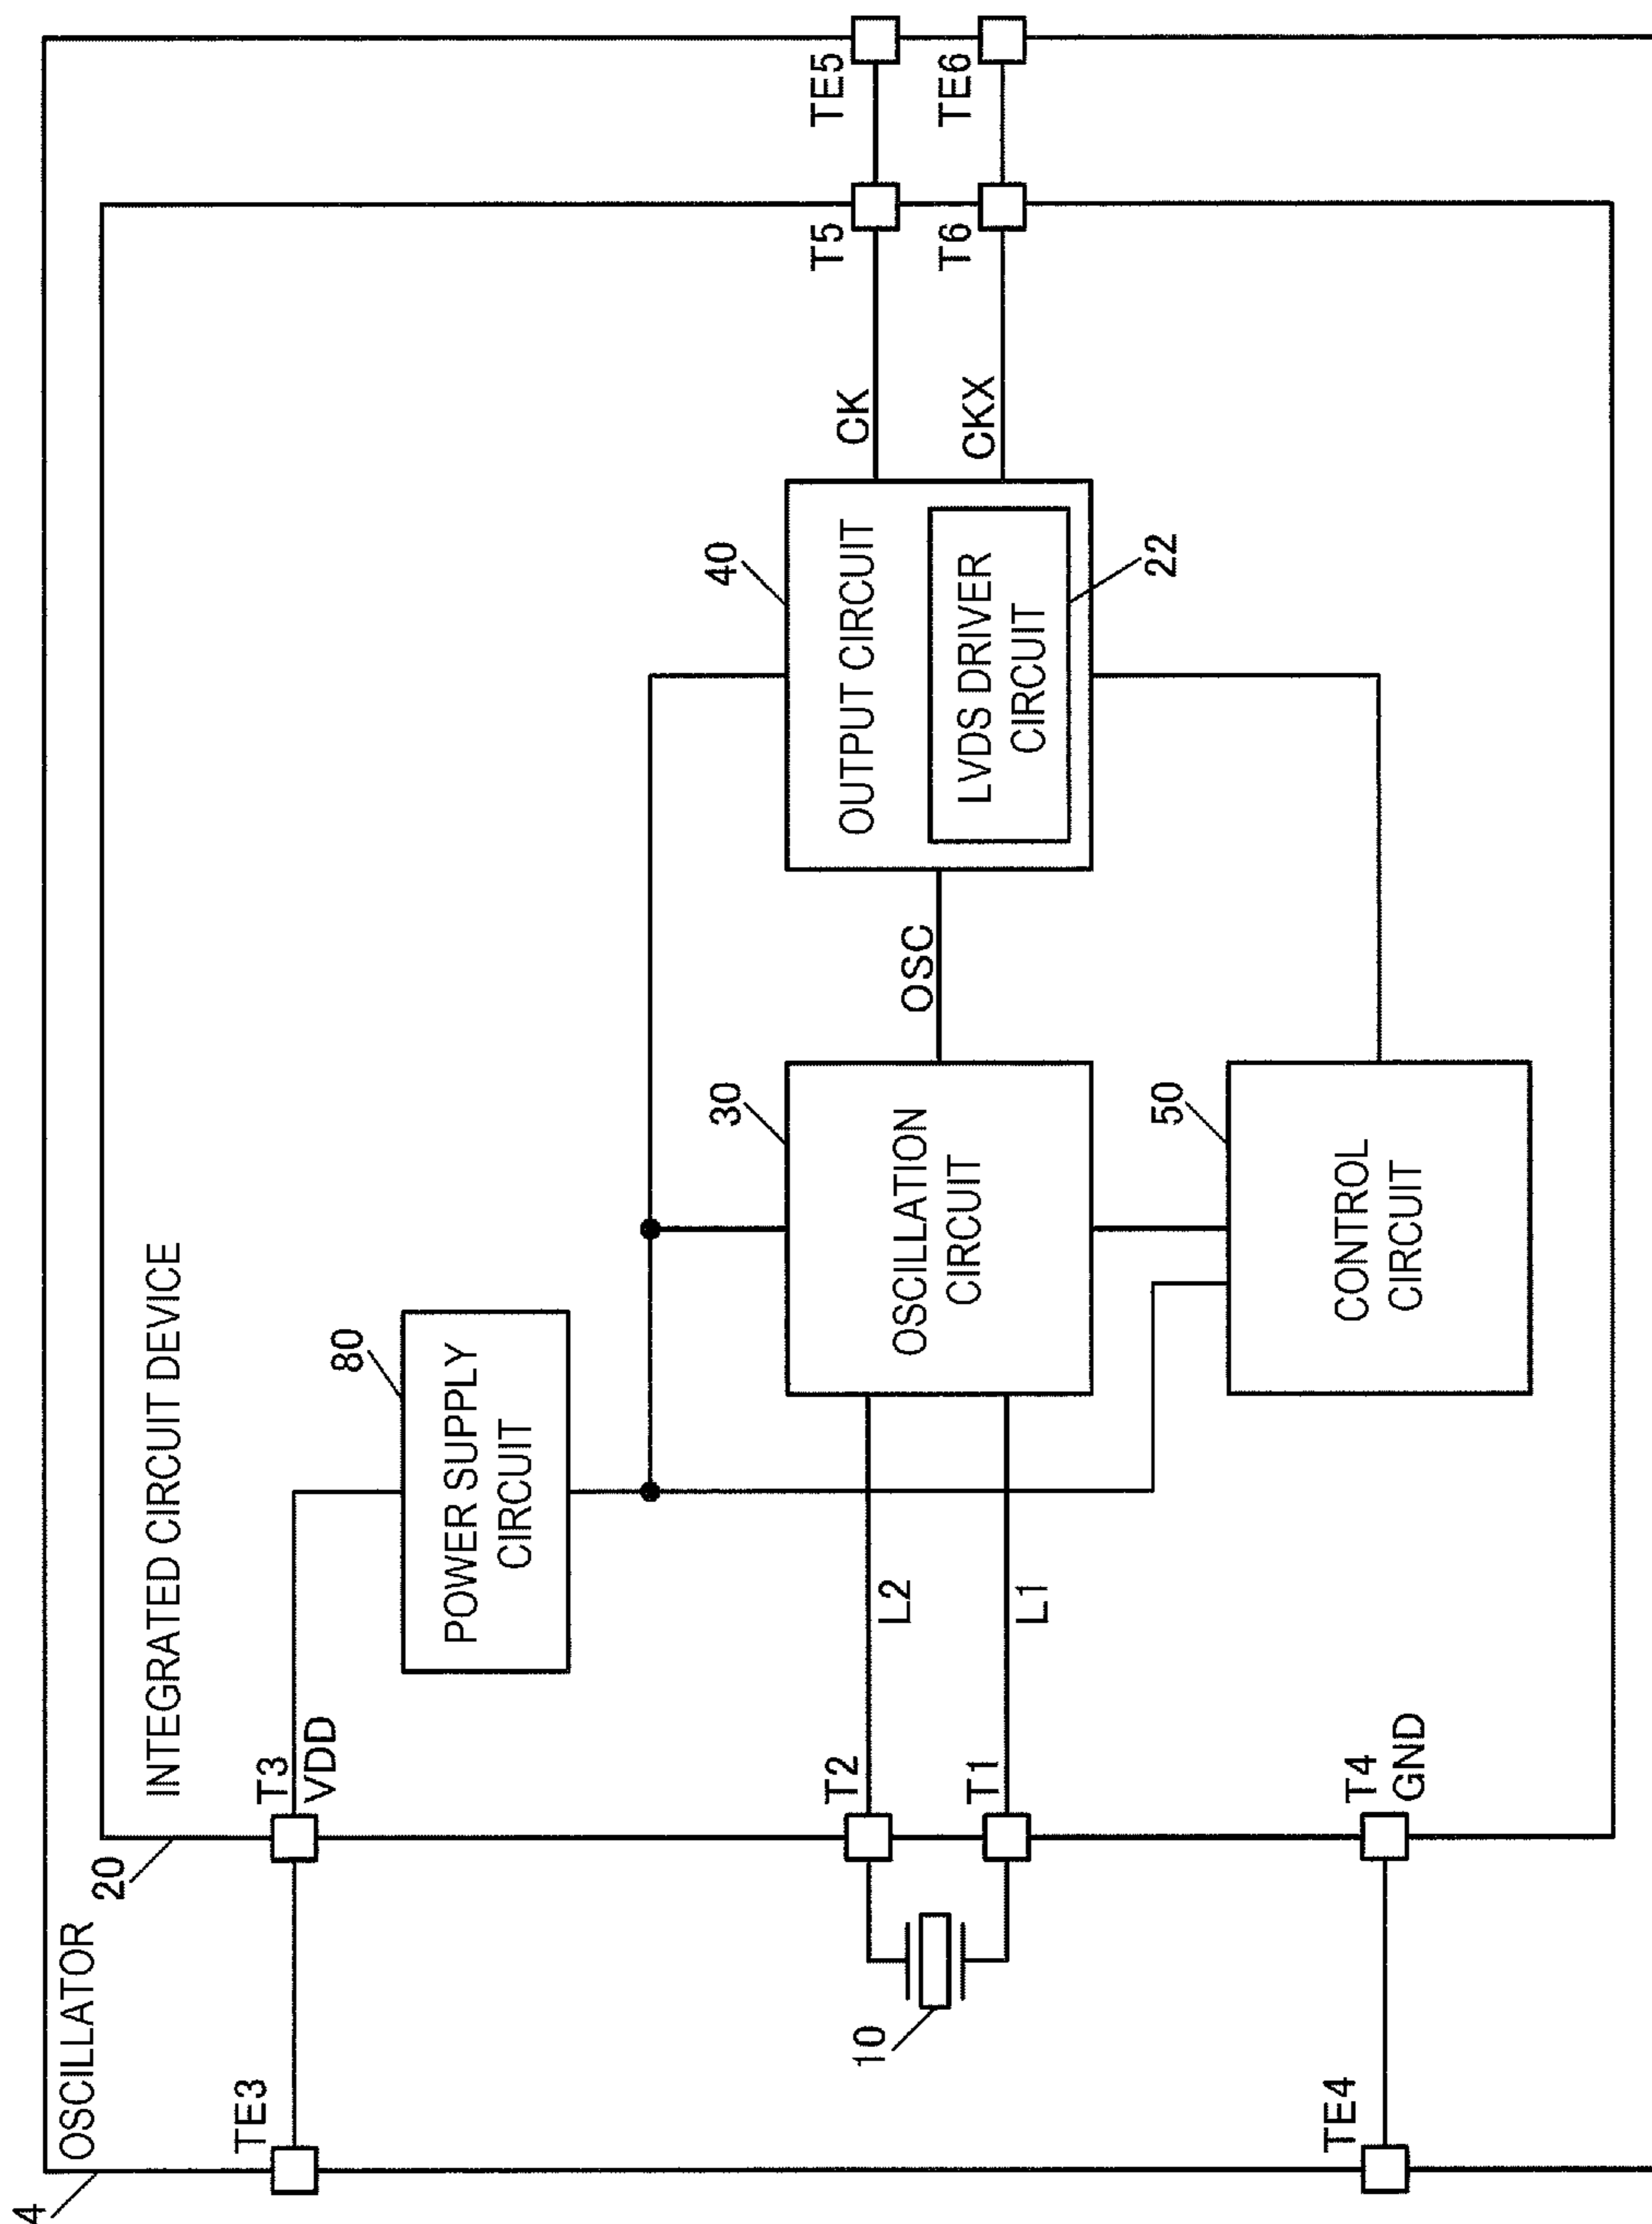 4
OSCILLATOR
20
INTEGRATED CIRCUIT DEVICE
TE3
T3
VDD
80
POWER SUPPLY
CIRCUIT
10
T2
L2
T1
L1
30
OSCILLATION
CIRCUIT
OSC
40
OUTPUT CIRCUIT
LVDS DRIVER
CIRCUIT
22
CK
T5
TE5
CKX
T6
TE6
50
CONTROL
CIRCUIT
TE4
T4
GND